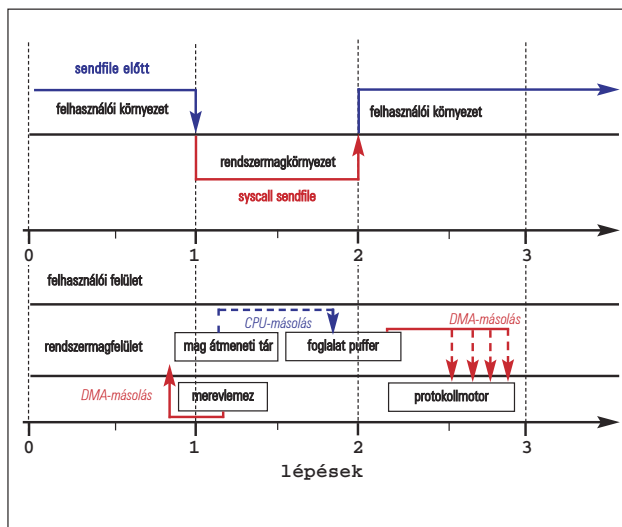 sendfile előtt
felhasználói környezet
felhasználói környezet
rendszermagkörnyezet
syscall sendfile
0 1 2 3
felhasználói felület
CPU-másolás
DMA-másolás
rendszermagfelület
mag átmeneti tár
foglalat puffer
DMA-másolás
merevlemez
protokollmotor
0 1 2 3
lépések